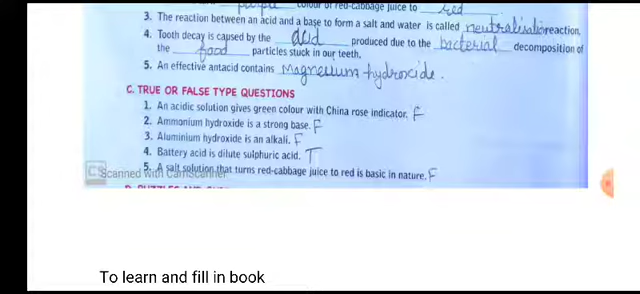 purple colour of red-cabbage juice to red
3. The reaction between an acid and a base to form a salt and water is called neutralisation reaction.
4. Tooth decay is caused by the acid produced due to the bacterial decomposition of
the food particles stuck in our teeth.
5. An effective antacid contains Magnesium hydroxide.
C. TRUE OR FALSE TYPE QUESTIONS
1. An acidic solution gives green colour with China rose indicator. F
2. Ammonium hydroxide is a strong base. F
3. Aluminium hydroxide is an alkali. F
4. Battery acid is dilute sulphuric acid. T
5. A salt solution that turns red-cabbage juice to red is basic in nature. F
CS Scanned with CamScanner
To learn and fill in book